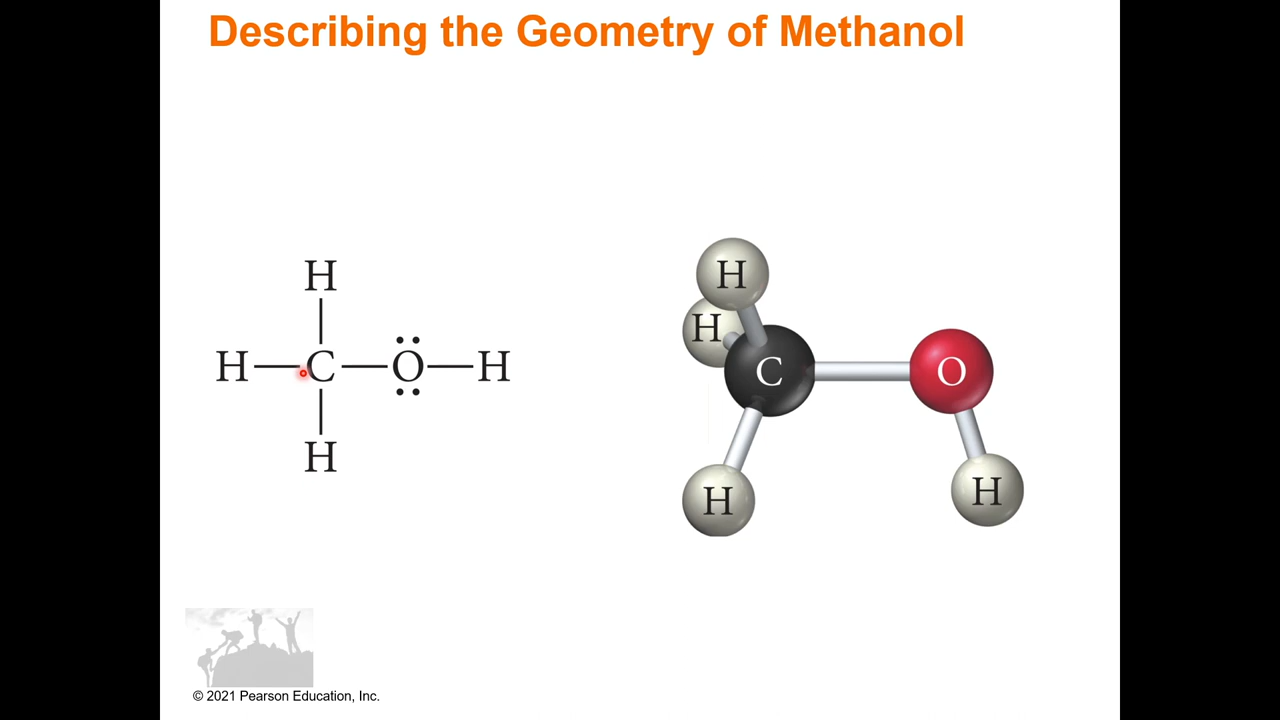 Describing the Geometry of Methanol
H
H—C—Ö—H
H
H
H
C
O
H
H
© 2021 Pearson Education, Inc.